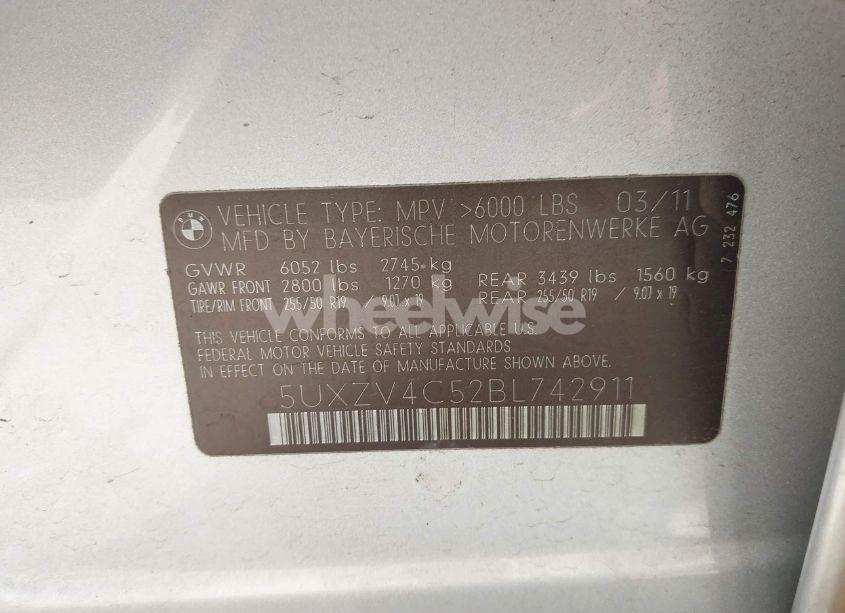 BMW
VEHICLE TYPE: MPV >6000 LBS 03/11
MFD BY BAYERISCHE MOTORENWERKE AG
7 232 476
GVWR 6052 lbs 2745 kg
GAWR FRONT 2800 lbs 1270 kg REAR 3439 lbs 1560 kg
TIRE/RIM FRONT 255/50 R19 / 9.0J x 19 REAR 255/50 R19 / 9.0J x 19
wheelwise
THIS VEHICLE CONFORMS TO ALL APPLICABLE U.S.
FEDERAL MOTOR VEHICLE SAFETY STANDARDS
IN EFFECT ON THE DATE OF MANUFACTURE SHOWN ABOVE.
5UXZV4C52BL742911